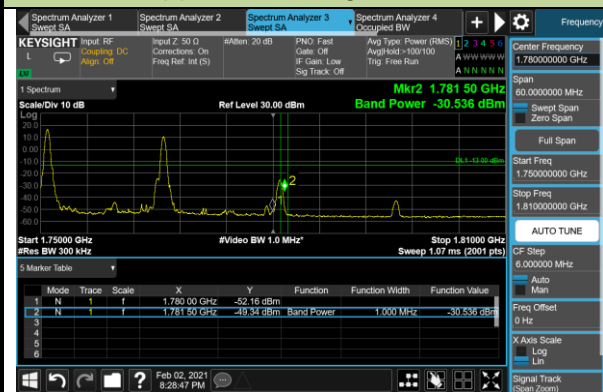 Spectrum Analyzer 1
Swept SA
Spectrum Analyzer 2
Swept SA
Spectrum Analyzer 3
Swept SA
Spectrum Analyzer 4
Occupied BW
Frequency
KEYSIGHT
L
Input: RF
Coupling: DC
Align: Off
Input Z: 50 Ω
Corrections: On
Freq Ref: Int (S)
#Atten: 20 dB
PNO: Fast
Gate: Off
IF Gain: Low
Sig Track: Off
Avg Type: Power (RMS)
Avg|Hold:>100/100
Trig: Free Run
1 2 3 4 5 6
A W W W W W
A N N N N N
1 Spectrum
Scale/Div 10 dB
Ref Level 30.00 dBm
Mkr2 1.781 50 GHz
Band Power -30.536 dBm
Log
20.0
10.0
0.00
-10.0
-20.0
-30.0
-40.0
-50.0
-60.0
DL1 -13.00 dBm
2
Start 1.75000 GHz
#Res BW 300 kHz
#Video BW 1.0 MHz*
Stop 1.81000 GHz
Sweep 1.07 ms (2001 pts)
5 Marker Table
Mode Trace Scale X Y Function Function Width Function Value
1 N 1 f 1.780 00 GHz -52.16 dBm
2 N 1 f 1.781 50 GHz -49.34 dBm Band Power 1.000 MHz -30.536 dBm
3
4
5
6
Feb 02, 2021
8:28:47 PM
Center Frequency
1.780000000 GHz
Span
60.0000000 MHz
Swept Span
Zero Span
Full Span
Start Freq
1.750000000 GHz
Stop Freq
1.810000000 GHz
AUTO TUNE
CF Step
6.000000 MHz
Auto
Man
Freq Offset
0 Hz
X Axis Scale
Log
Lin
Signal Track
(Span Zoom)